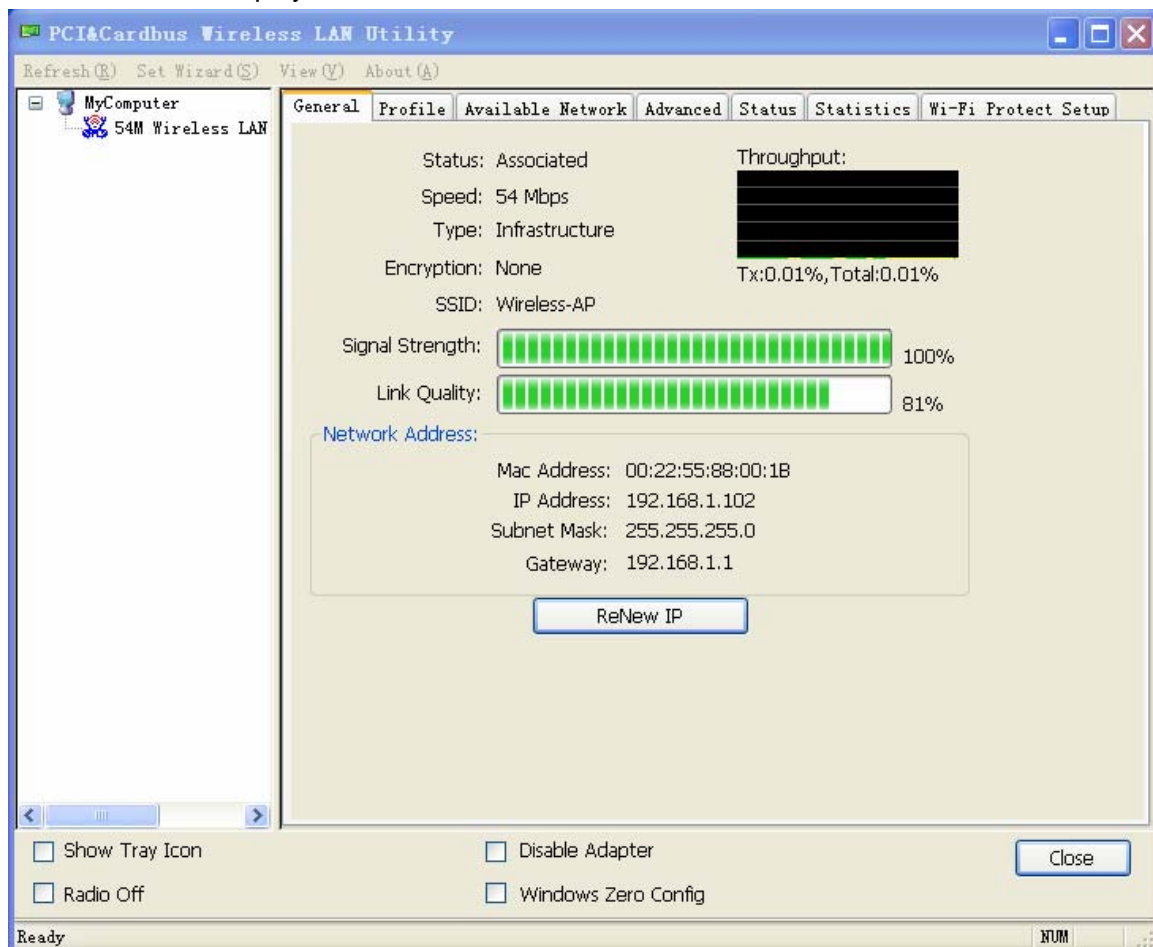 PCI&Cardbus Wireless LAN Utility
Refresh(R) Set Wizard(S) View(V) About(A)
MyComputer
54M Wireless LAN
General Profile Available Network Advanced Status Statistics Wi-Fi Protect Setup
Status: Associated
Throughput:
Speed: 54 Mbps
Type: Infrastructure
Encryption: None
Tx:0.01%,Total:0.01%
SSID: Wireless-AP
Signal Strength: 100%
Link Quality: 81%
Network Address:
Mac Address: 00:22:55:88:00:1B
IP Address: 192.168.1.102
Subnet Mask: 255.255.255.0
Gateway: 192.168.1.1
ReNew IP
Show Tray Icon
Disable Adapter
Close
Radio Off
Windows Zero Config
Ready NUM